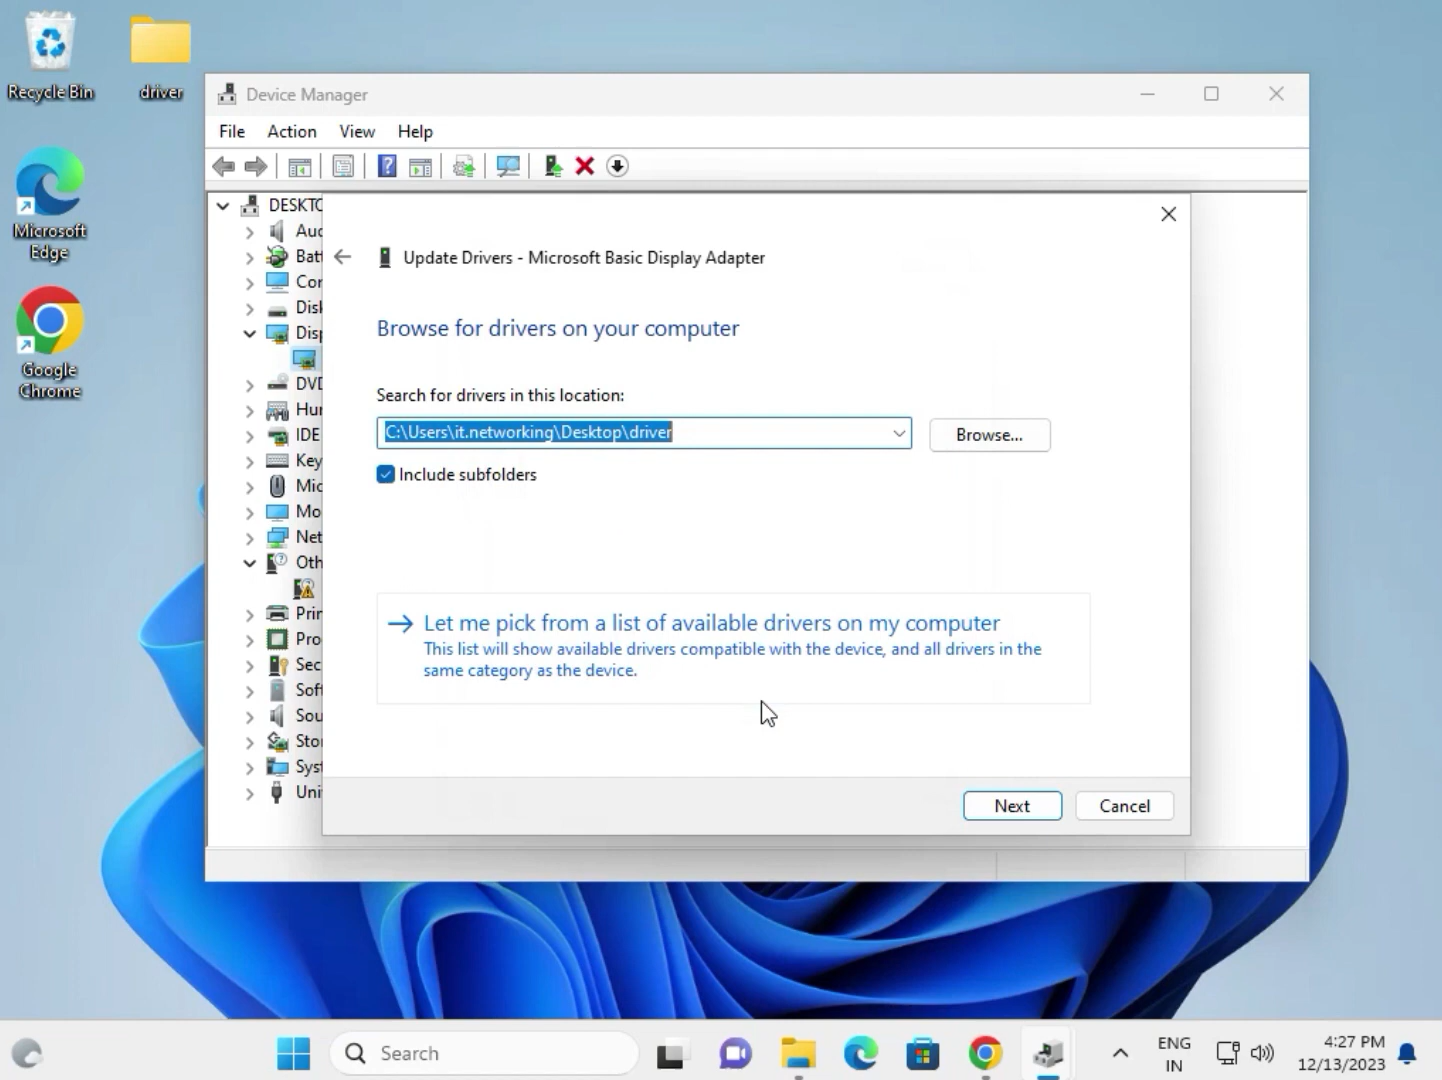 Recycle Bin
driver
Microsoft
Edge
Google
Chrome
Device Manager
File Action View Help
DESKTO
Aud
Batt
Cor
Disk
Disp
DVD
Hur
IDE
Key
Mic
Mo
Net
Oth
Prin
Pro
Sec
Soft
Sou
Stor
Syst
Uni
Update Drivers - Microsoft Basic Display Adapter
Browse for drivers on your computer
Search for drivers in this location:
C:\Users\it.networking\Desktop\driver
Browse...
Include subfolders
Let me pick from a list of available drivers on my computer
This list will show available drivers compatible with the device, and all drivers in the
same category as the device.
Next
Cancel
Search
ENG
IN
4:27 PM
12/13/2023